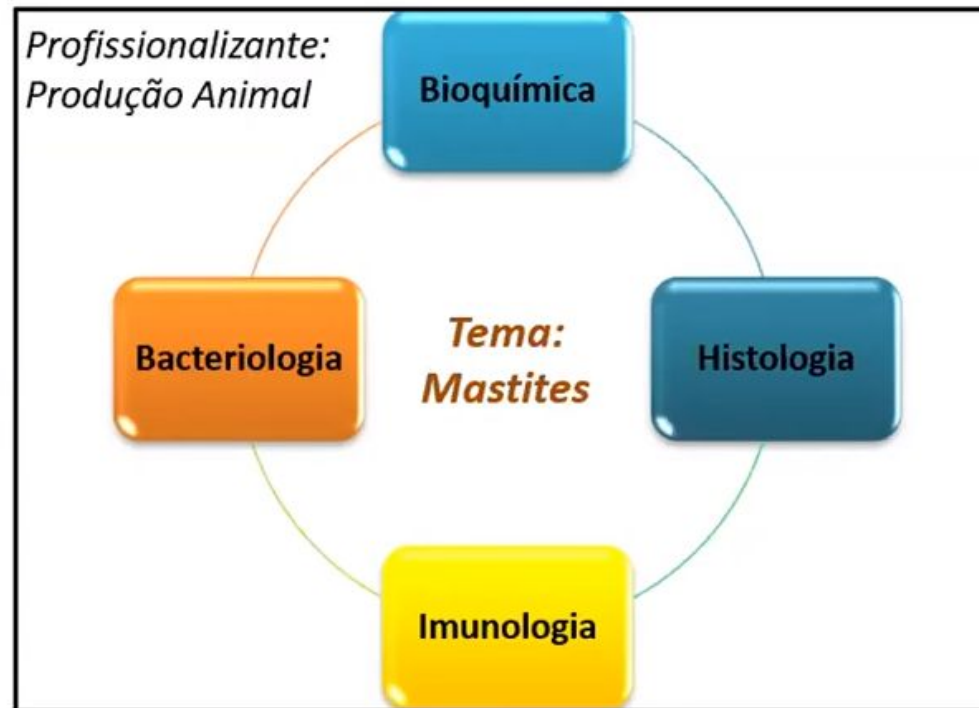 Profissionalizante:
Produção Animal
Bioquímica
Bacteriologia
Tema:
Mastites
Histologia
Imunologia